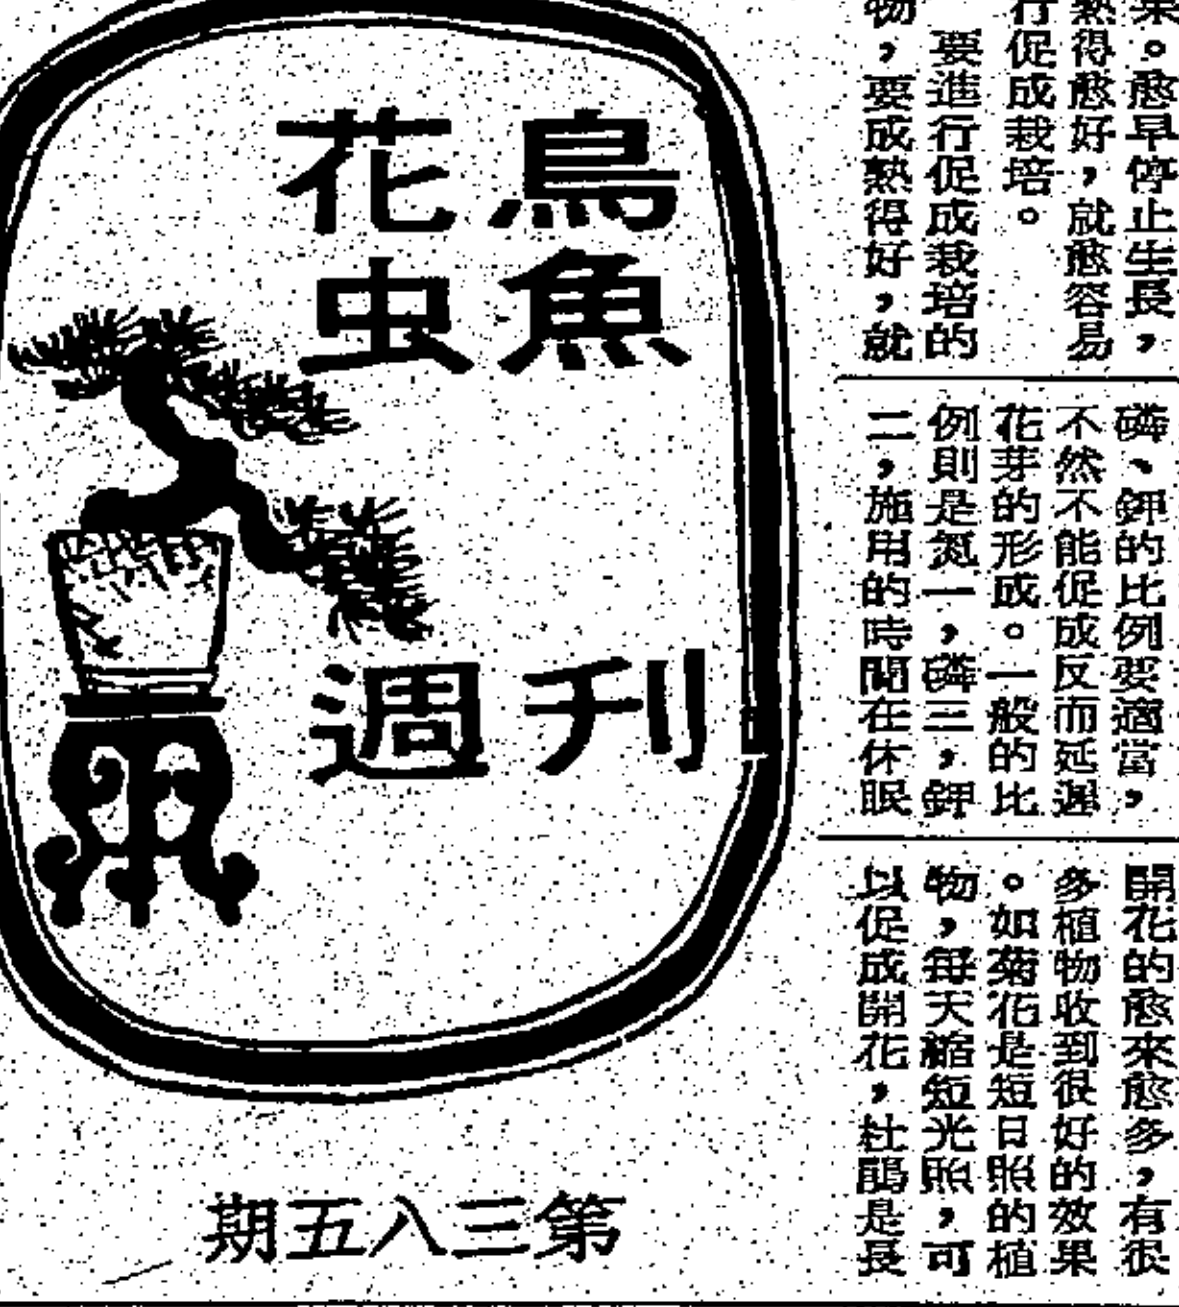 花鳥
虫魚
週刊
第三八五期
。愈早停止生長，
熟得愈好，就愈容易
行促成栽培。
要進行促成栽培的
物，要成熟得好，就
磷、鉀的比例要適當，
不然不能促成反而延遲
花芽的形成。一般的比
例則是氮一，磷三，鉀
二，施用的時間在休眠
開花的愈來愈多，有很
多植物收到很好的效果
。如菊花是短日照的植
物，每天縮短光照，可
以促成開花，杜鵑是長